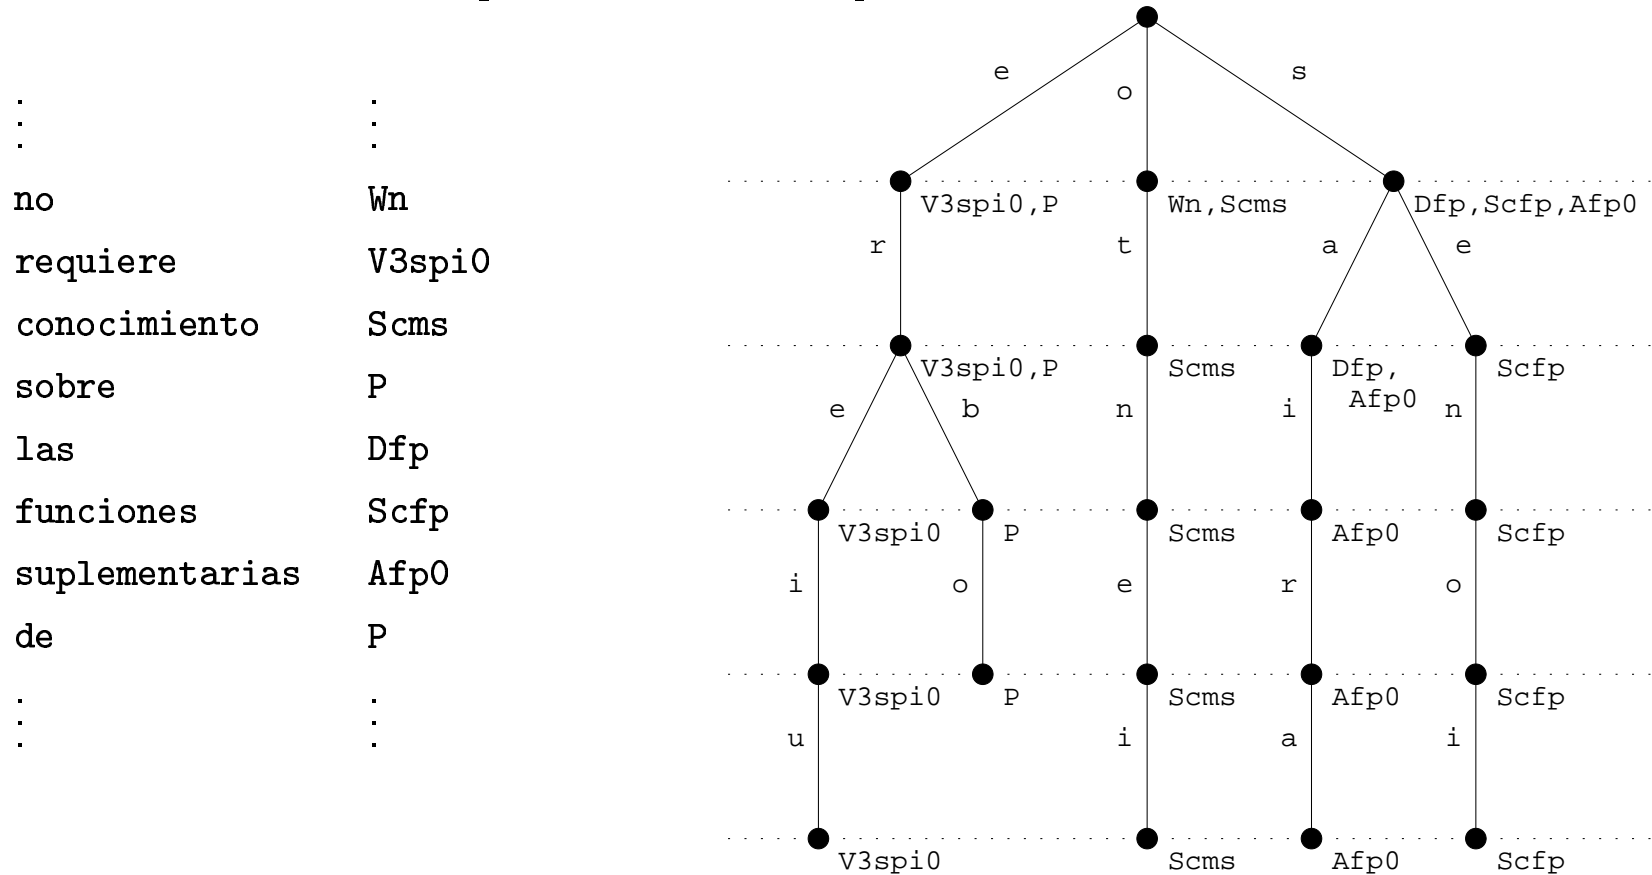 . .
. .
. .
no Wn
requiere V3spi0
conocimiento Scms
sobre P
las Dfp
funciones Scfp
suplementarias Afp0
de P
. .
. .
. .
e o s
V3spi0,P Wn,Scms Dfp,Scfp,Afp0
r t a e
V3spi0,P Scms Dfp, Scfp
Afp0
e b n i n
V3spi0 P Scms Afp0 Scfp
i o e r o
V3spi0 P Scms Afp0 Scfp
u i a i
V3spi0 Scms Afp0 Scfp